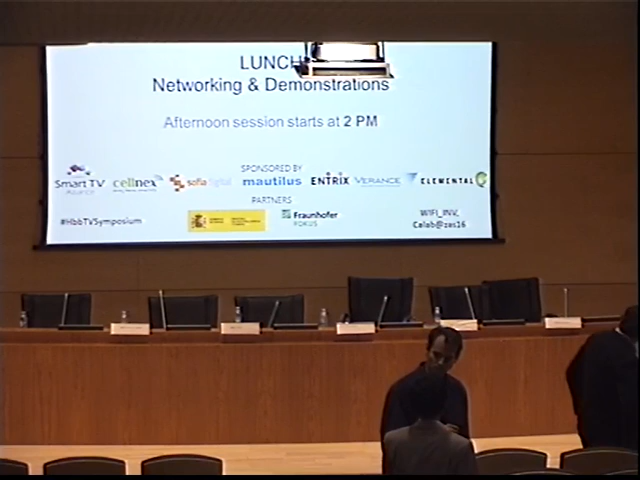 LUNCH
Networking & Demonstrations
Afternoon session starts at 2 PM
SPONSORED BY
Smart TV cellnex sofia digital mautilus ENTRIX VERANCE ELEMENTAL
PARTNERS
#HbbTVSymposium Fraunhofer WIFI_INV,
FOKUS Calab@zas16